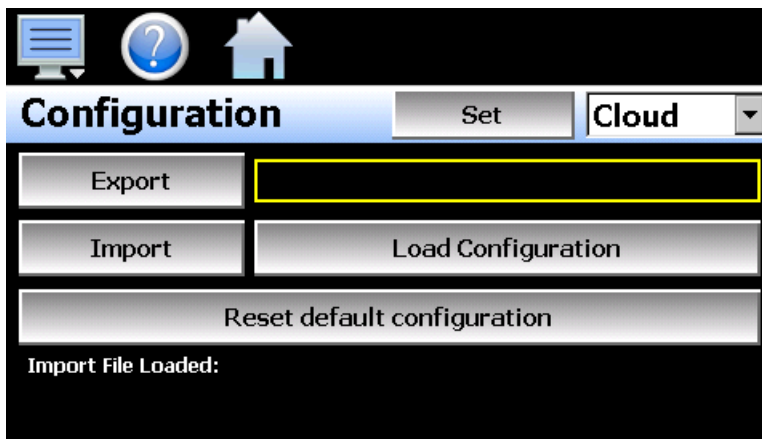 ?
Configuration Set Cloud
Export
Import Load Configuration
Reset default configuration
Import File Loaded: